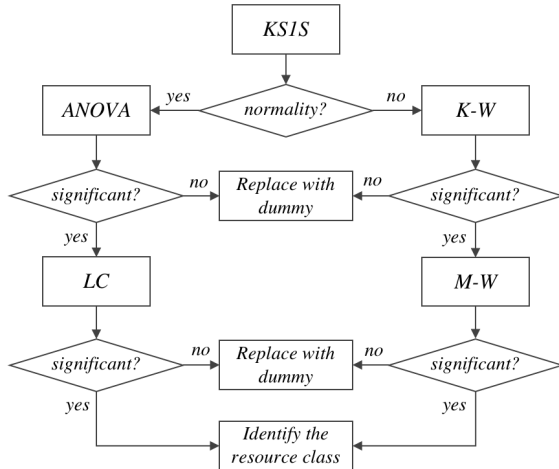 KS1S
yes
normality?
no
ANOVA
K-W
significant?
no
Replace with
dummy
no
significant?
yes
yes
LC
M-W
significant?
no
Replace with
dummy
no
significant?
yes
yes
Identify the
resource class